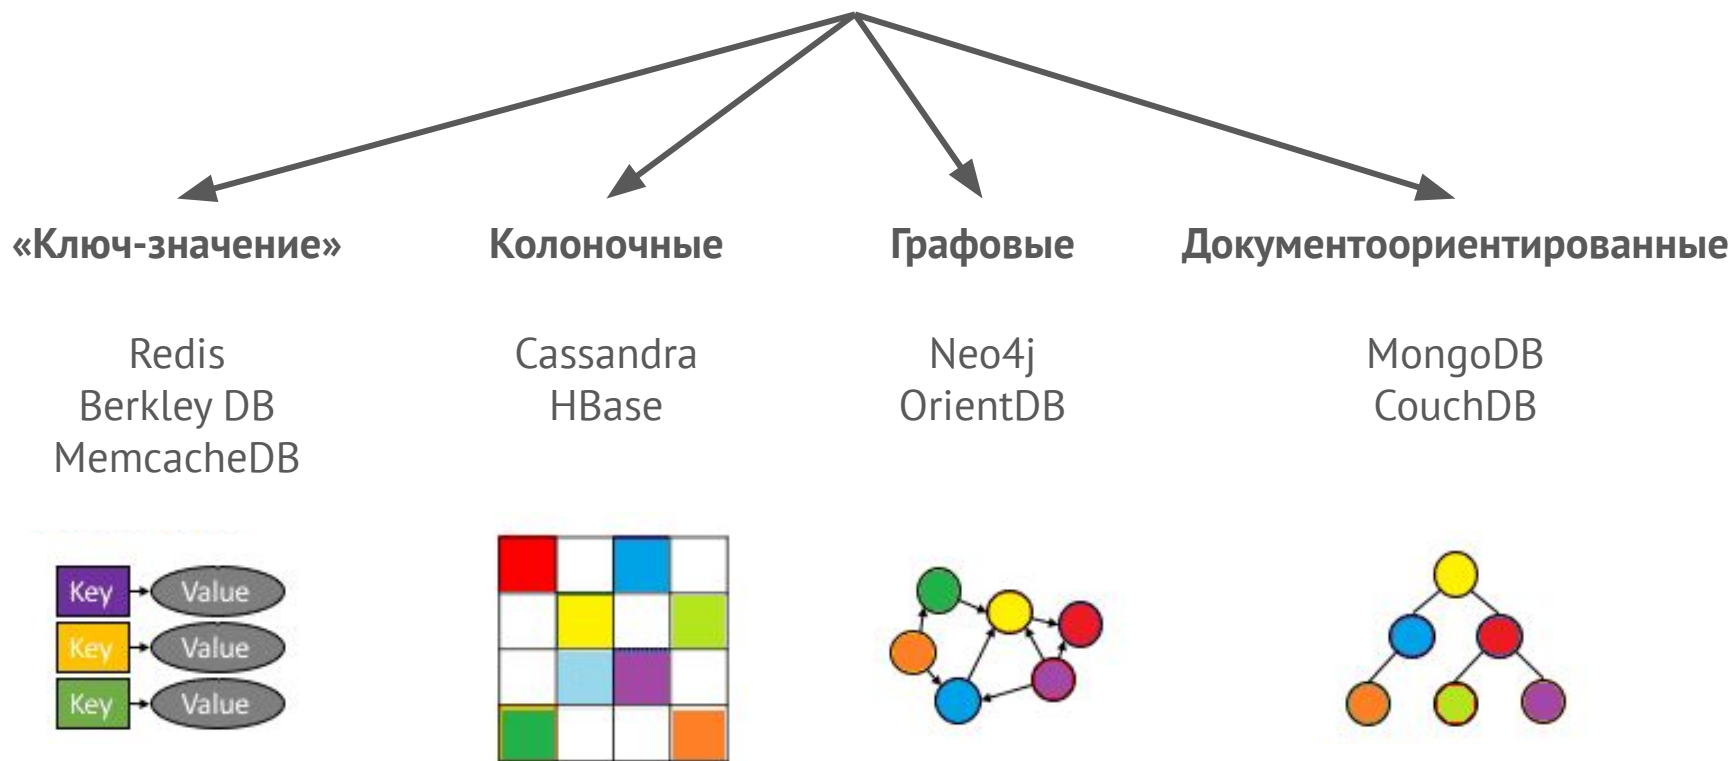 «Ключ-значение»
Redis
Berkley DB
MemcacheDB
Key Value
Key Value
Key Value
Колоночные
Cassandra
HBase
Графовые
Neo4j
OrientDB
Документоориентированные
MongoDB
CouchDB